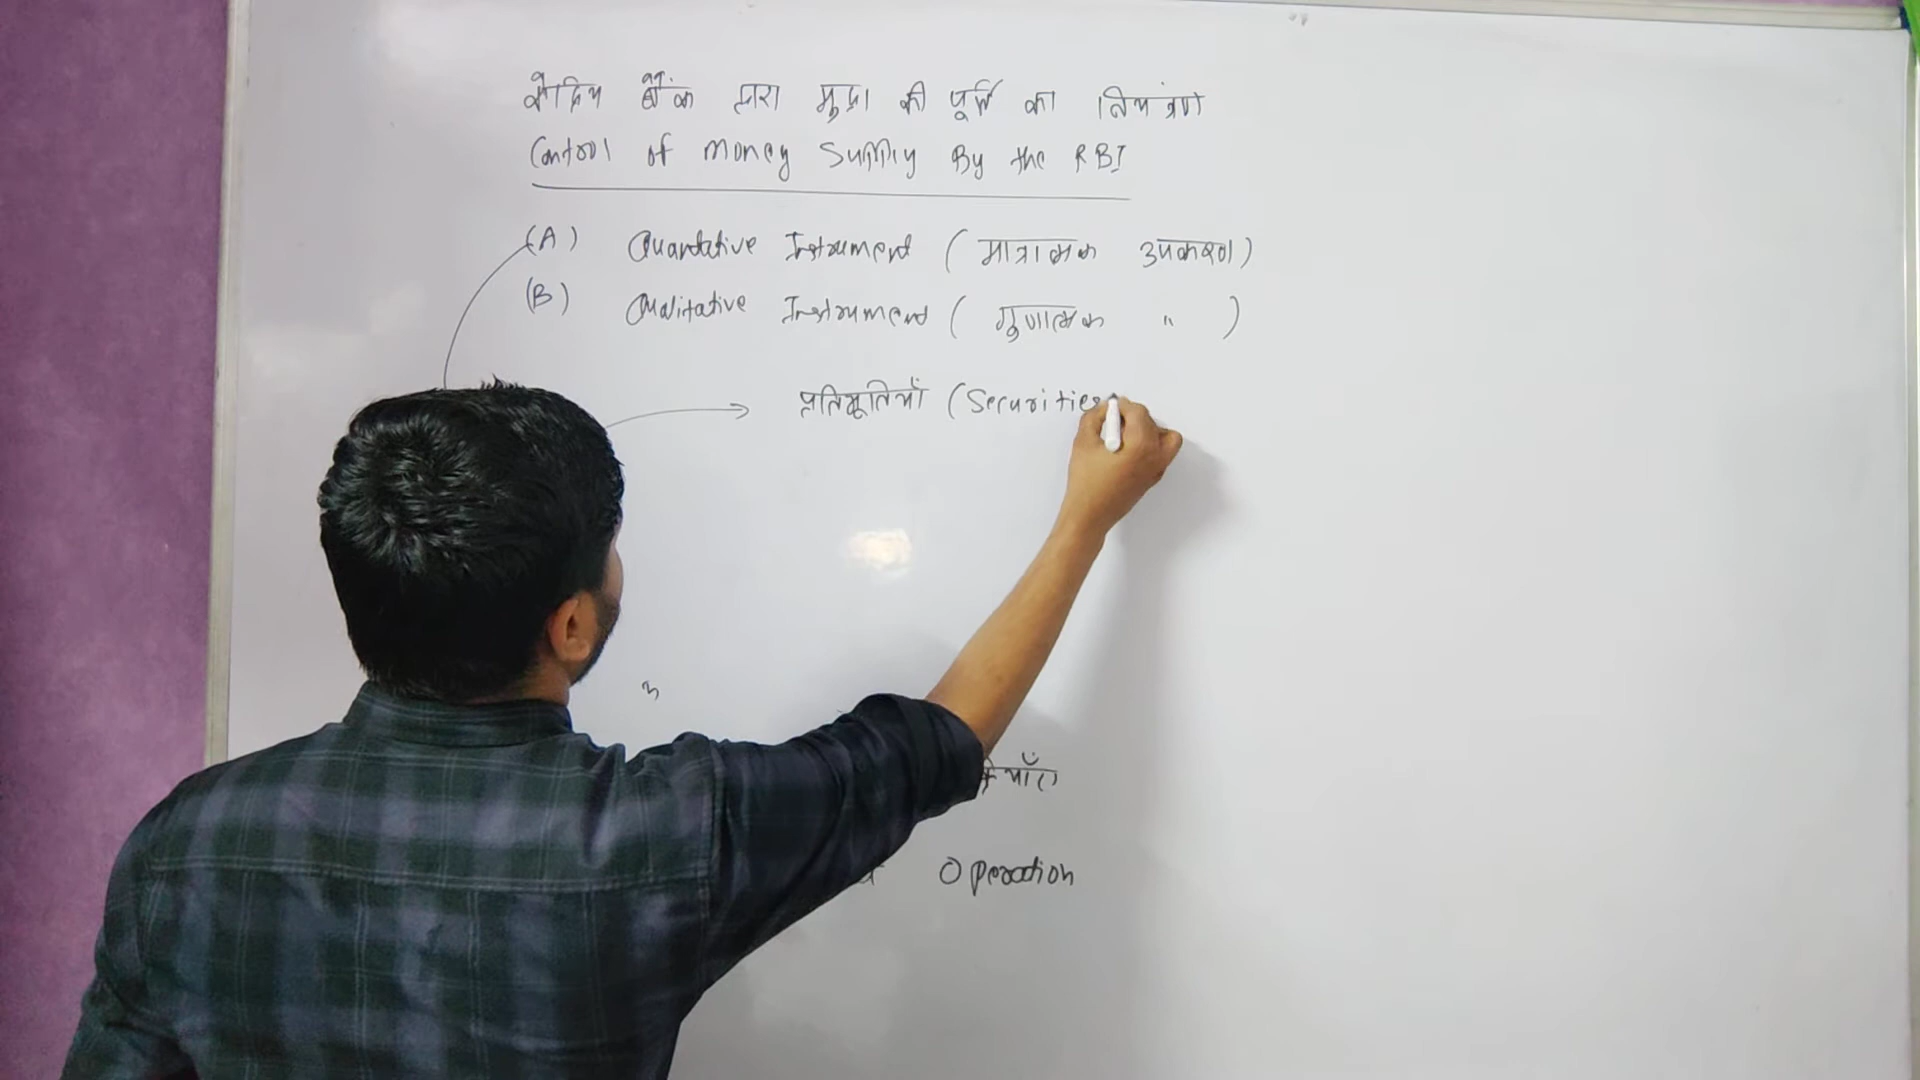 केंद्रिय बैंक द्वारा मुद्रा की पूर्ति का नियंत्रण
Control of Money Supply By the RBI
(A) Quantative Instrument ( मात्रात्मक उपकरण )
(B) Qualitative Instrument ( गुणात्मक " )
प्रतिभूतियाँ (Securities
Operation